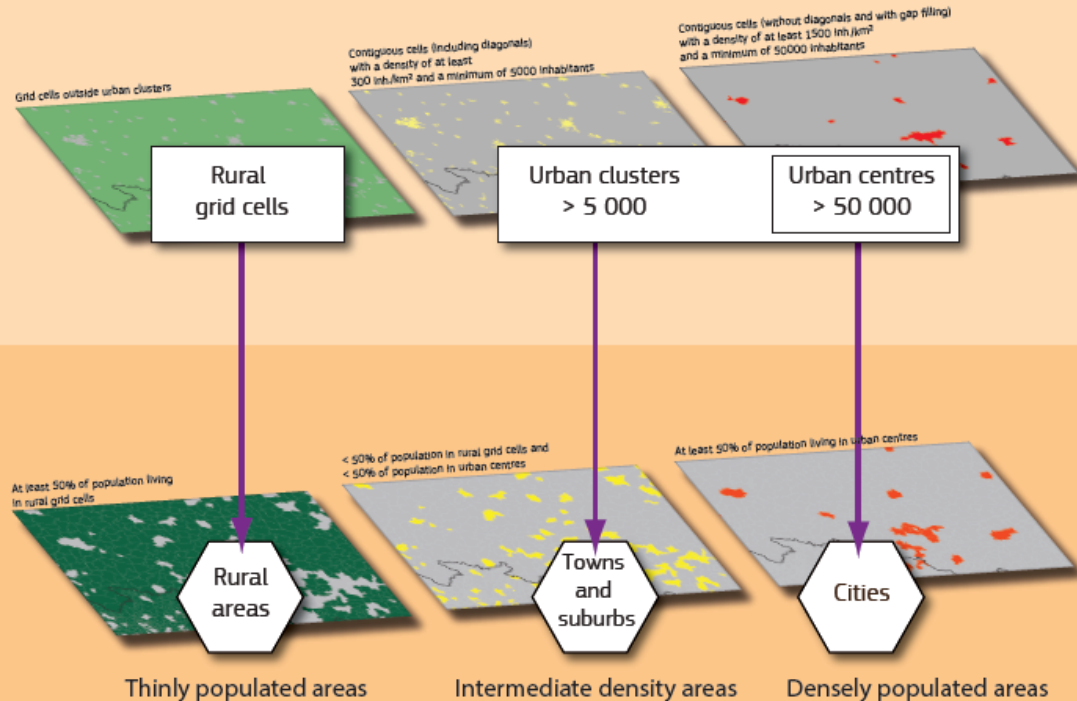 Grid cells outside urban clusters
Contiguous cells (including diagonals)
with a density of at least
300 inh./km² and a minimum of 5000 inhabitants
Contiguous cells (without diagonals and with gap filling)
with a density of at least 1500 inh./km²
and a minimum of 50000 inhabitants
Rural
grid cells
Urban clusters
> 5 000
Urban centres
> 50 000
At least 50% of population living
in rural grid cells
< 50% of population in rural grid cells and
< 50% of population in urban centres
At least 50% of population living in urban centres
Rural
areas
Towns
and
suburbs
Cities
Thinly populated areas
Intermediate density areas
Densely populated areas